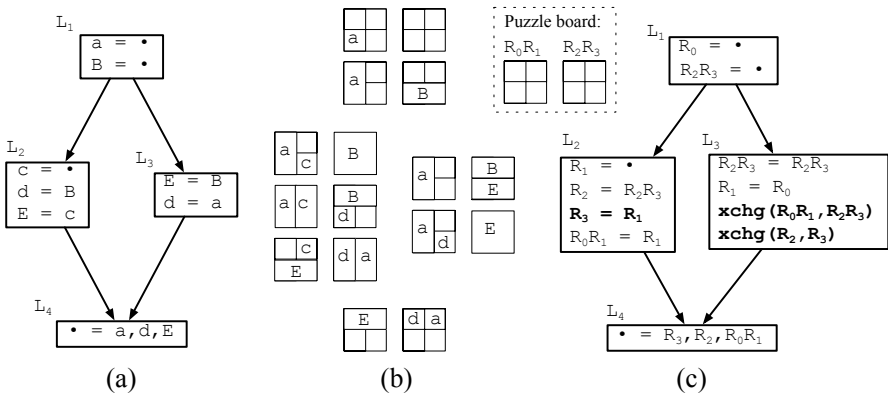 L₁
a = •
B = •
L₂
c = •
d = B
E = c
L₃
E = B
d = a
L₄
• = a,d,E
(a)
a
a
B
a
c
B
a
c
B
d
c
E
d
a
a
B
E
a
d
E
E
d
a
(b)
Puzzle board:
R₀R₁ R₂R₃
L₁
R₀ = •
R₂R₃ = •
L₂
R₁ = •
R₂ = R₂R₃
R₃ = R₁
R₀R₁ = R₁
L₃
R₂R₃ = R₂R₃
R₁ = R₀
xchg(R₀R₁,R₂R₃)
xchg(R₂,R₃)
L₄
• = R₃,R₂,R₀R₁
(c)